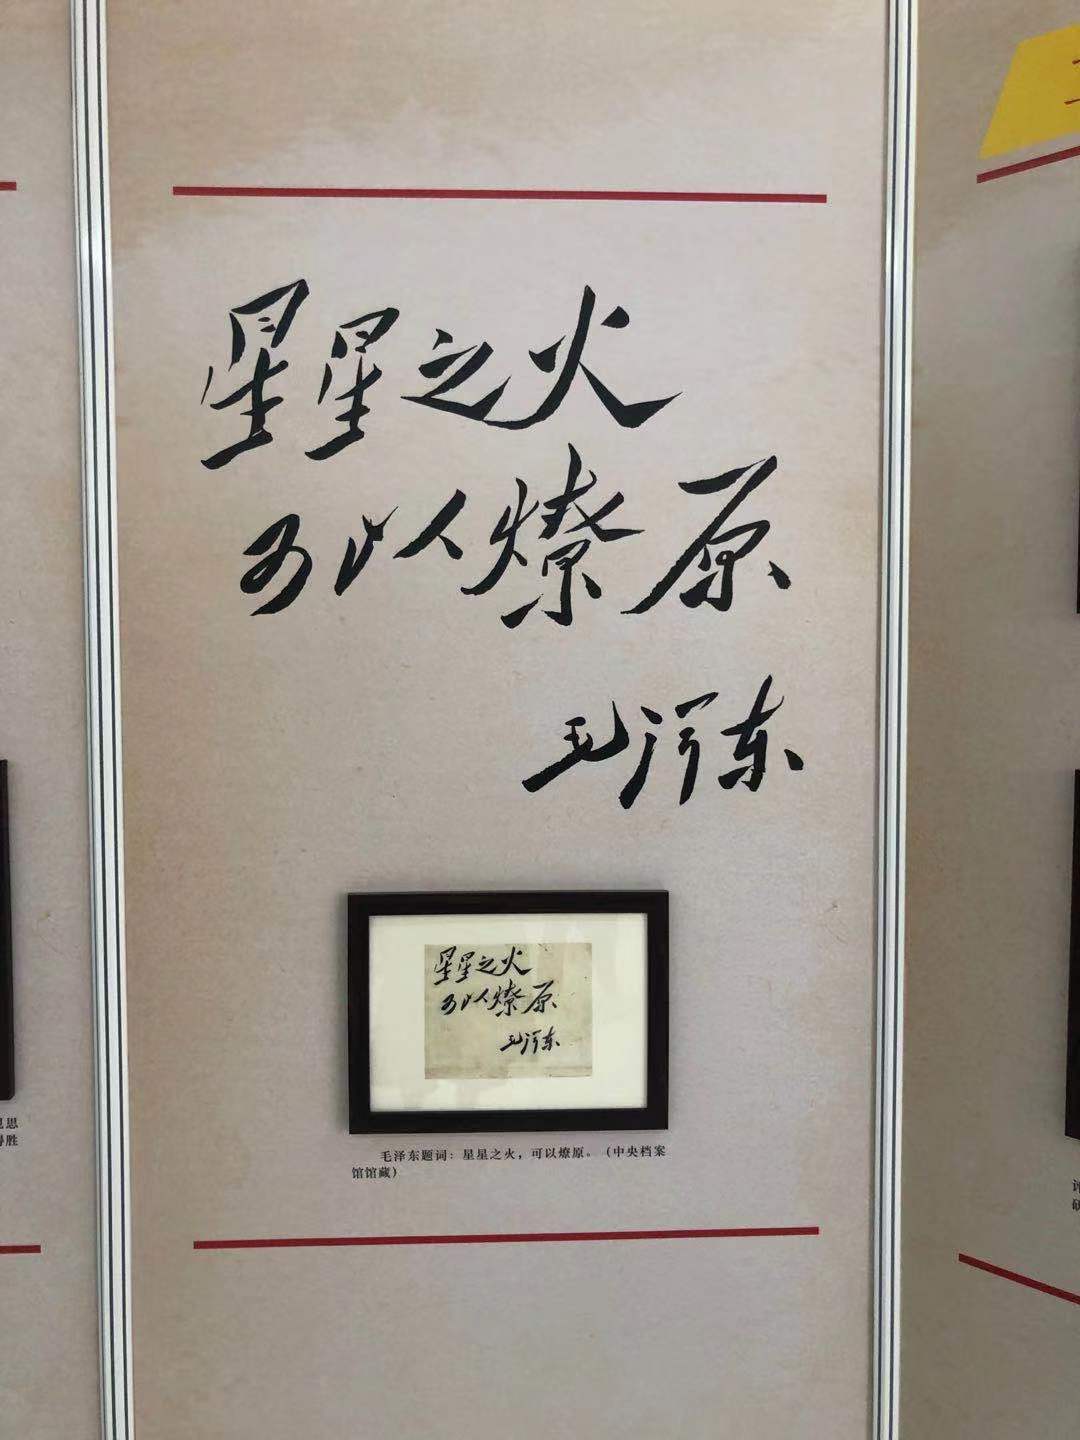 星星之火
可以燎原
毛泽东
星星之火
可以燎原
毛泽东
毛泽东题词：星星之火，可以燎原。（中央档案
馆馆藏）
思
胜